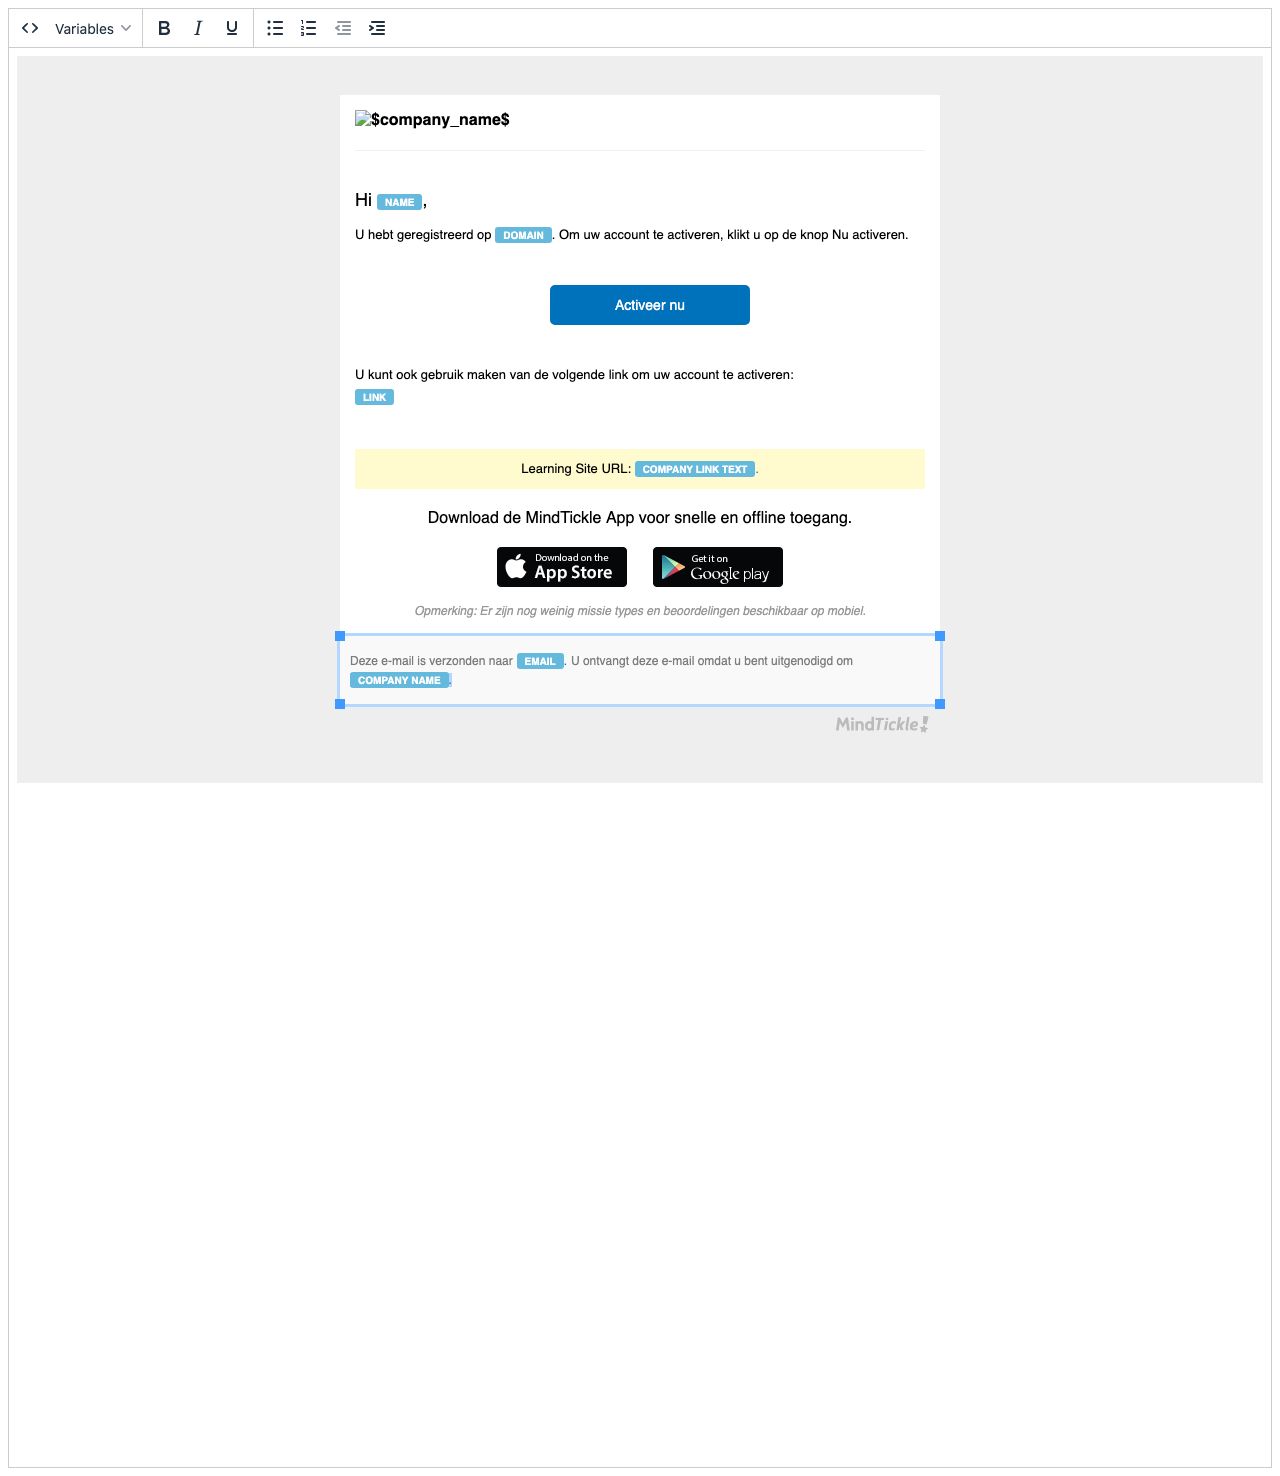 Variables
$company_name$
Hi NAME,
U hebt geregistreerd op DOMAIN. Om uw account te activeren, klikt u op de knop Nu activeren.
Activeer nu
U kunt ook gebruik maken van de volgende link om uw account te activeren:
LINK
Learning Site URL: COMPANY LINK TEXT.
Download de MindTickle App voor snelle en offline toegang.
Download on the App Store
Get it on Google play
Opmerking: Er zijn nog weinig missie types en beoordelingen beschikbaar op mobiel.
Deze e-mail is verzonden naar EMAIL. U ontvangt deze e-mail omdat u bent uitgenodigd om
COMPANY NAME.
MindTickle!